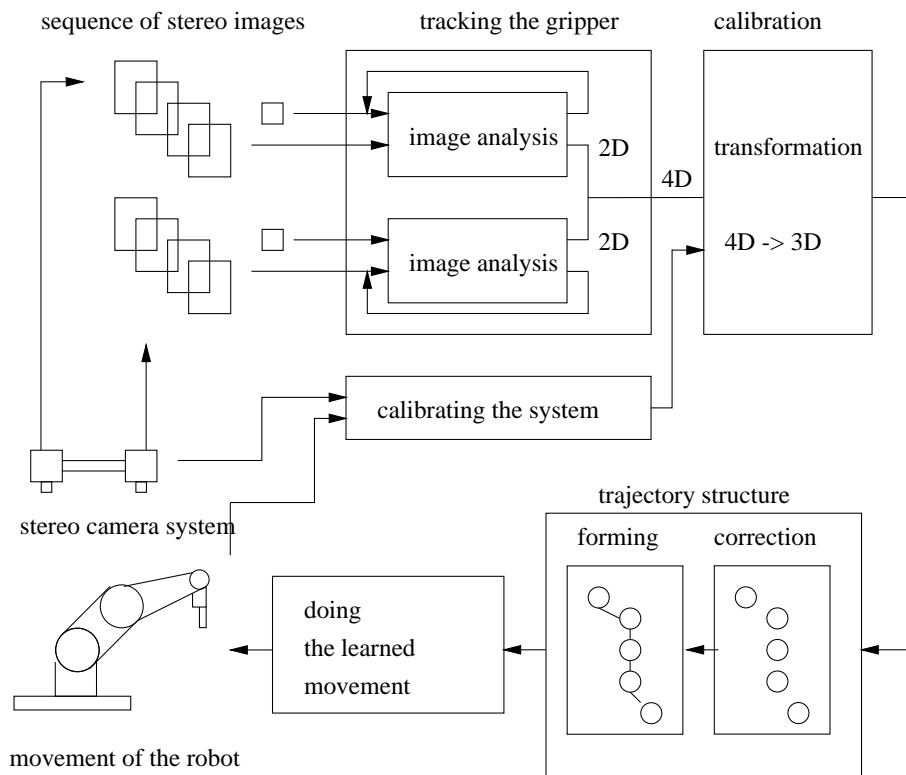 sequence of stereo images
tracking the gripper
calibration
image analysis
2D
4D
transformation
image analysis
2D
4D -> 3D
calibrating the system
stereo camera system
trajectory structure
forming
correction
doing
the learned
movement
movement of the robot